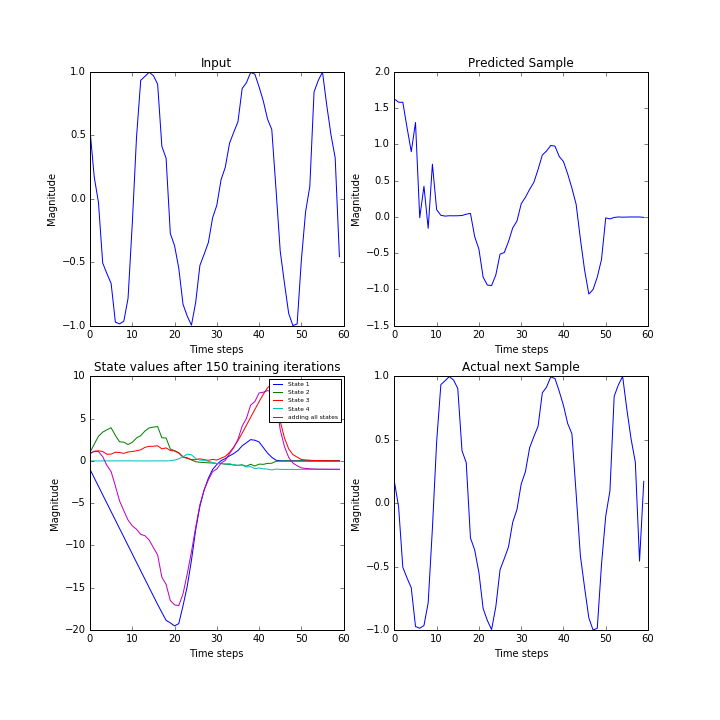 Input
1.0
0.5
0.0
−0.5
−1.0
Magnitude
0 10 20 30 40 50 60
Time steps
Predicted Sample
2.0
1.5
1.0
0.5
0.0
−0.5
−1.0
−1.5
Magnitude
0 10 20 30 40 50 60
Time steps
State values after 150 training iterations
10
5
0
−5
−10
−15
−20
Magnitude
State 1
State 2
State 3
State 4
adding all states
0 10 20 30 40 50 60
Time steps
Actual next Sample
1.0
0.5
0.0
−0.5
−1.0
Magnitude
0 10 20 30 40 50 60
Time steps